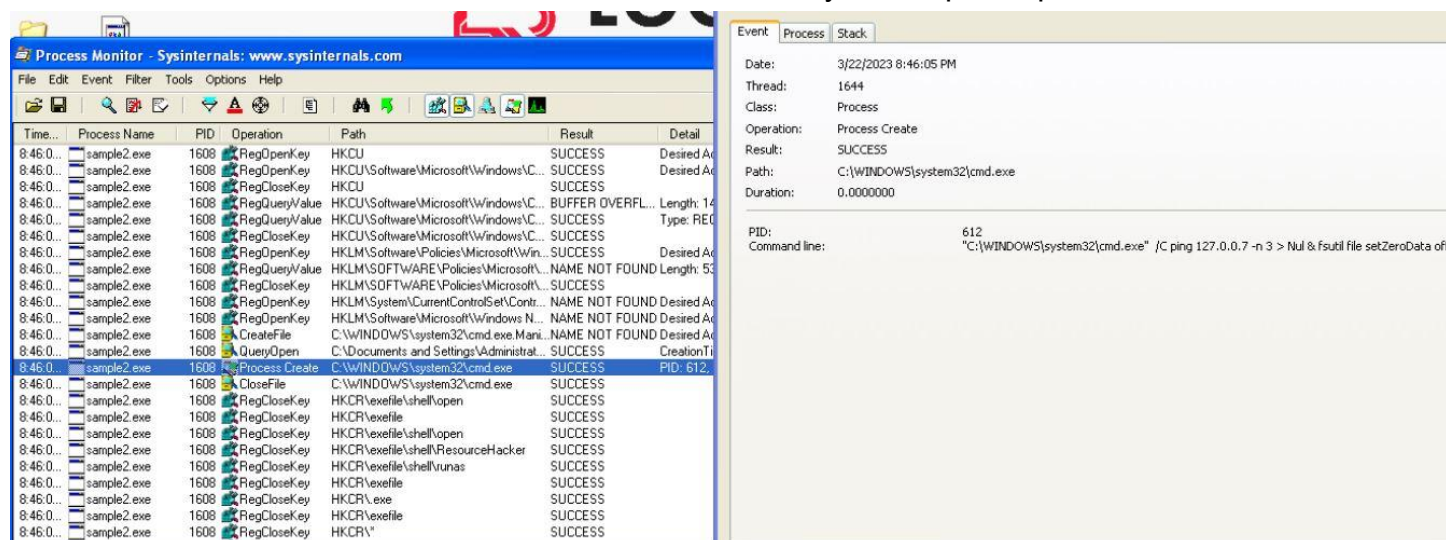 Process Monitor - Sysinternals: www.sysinternals.com
File Edit Event Filter Tools Options Help
Time... Process Name PID Operation Path Result Detail
8:46:0... sample2.exe 1608 RegOpenKey HKCU SUCCESS Desired Ac
8:46:0... sample2.exe 1608 RegOpenKey HKCU\Software\Microsoft\Windows\C... SUCCESS Desired Ac
8:46:0... sample2.exe 1608 RegCloseKey HKCU SUCCESS
8:46:0... sample2.exe 1608 RegQueryValue HKCU\Software\Microsoft\Windows\C... BUFFER OVERFL... Length: 14
8:46:0... sample2.exe 1608 RegQueryValue HKCU\Software\Microsoft\Windows\C... SUCCESS Type: REG
8:46:0... sample2.exe 1608 RegCloseKey HKCU\Software\Microsoft\Windows\C... SUCCESS
8:46:0... sample2.exe 1608 RegOpenKey HKLM\Software\Policies\Microsoft\Win... SUCCESS Desired Ac
8:46:0... sample2.exe 1608 RegQueryValue HKLM\SOFTWARE\Policies\Microsoft\... NAME NOT FOUND Length: 53
8:46:0... sample2.exe 1608 RegCloseKey HKLM\SOFTWARE\Policies\Microsoft\... SUCCESS
8:46:0... sample2.exe 1608 RegOpenKey HKLM\System\CurrentControlSet\Contr... NAME NOT FOUND Desired Ac
8:46:0... sample2.exe 1608 RegOpenKey HKLM\Software\Microsoft\Windows N... NAME NOT FOUND Desired Ac
8:46:0... sample2.exe 1608 CreateFile C:\WINDOWS\system32\cmd.exe.Mani... NAME NOT FOUND Desired Ac
8:46:0... sample2.exe 1608 QueryOpen C:\Documents and Settings\Administrat... SUCCESS CreationTi
8:46:0... sample2.exe 1608 Process Create C:\WINDOWS\system32\cmd.exe SUCCESS PID: 612,
8:46:0... sample2.exe 1608 CloseFile C:\WINDOWS\system32\cmd.exe SUCCESS
8:46:0... sample2.exe 1608 RegCloseKey HKCR\exefile\shell\open SUCCESS
8:46:0... sample2.exe 1608 RegCloseKey HKCR\exefile SUCCESS
8:46:0... sample2.exe 1608 RegCloseKey HKCR\exefile\shell\open SUCCESS
8:46:0... sample2.exe 1608 RegCloseKey HKCR\exefile\shell\ResourceHacker SUCCESS
8:46:0... sample2.exe 1608 RegCloseKey HKCR\exefile\shell\runas SUCCESS
8:46:0... sample2.exe 1608 RegCloseKey HKCR\exefile SUCCESS
8:46:0... sample2.exe 1608 RegCloseKey HKCR\.exe SUCCESS
8:46:0... sample2.exe 1608 RegCloseKey HKCR\exefile SUCCESS
8:46:0... sample2.exe 1608 RegCloseKey HKCR\* SUCCESS
Event Process Stack
Date: 3/22/2023 8:46:05 PM
Thread: 1644
Class: Process
Operation: Process Create
Result: SUCCESS
Path: C:\WINDOWS\system32\cmd.exe
Duration: 0.0000000
PID: 612
Command line: "C:\WINDOWS\system32\cmd.exe" /C ping 127.0.0.7 -n 3 > Nul & fsutil file setZeroData of